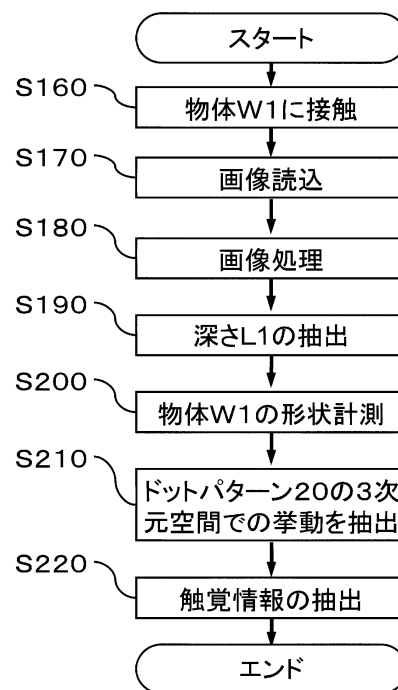 スタート
S160
物体W1に接触
S170
画像読込
S180
画像処理
S190
深さL1の抽出
S200
物体W1の形状計測
S210
ドットパターン20の3次
元空間での挙動を抽出
S220
触覚情報の抽出
エンド